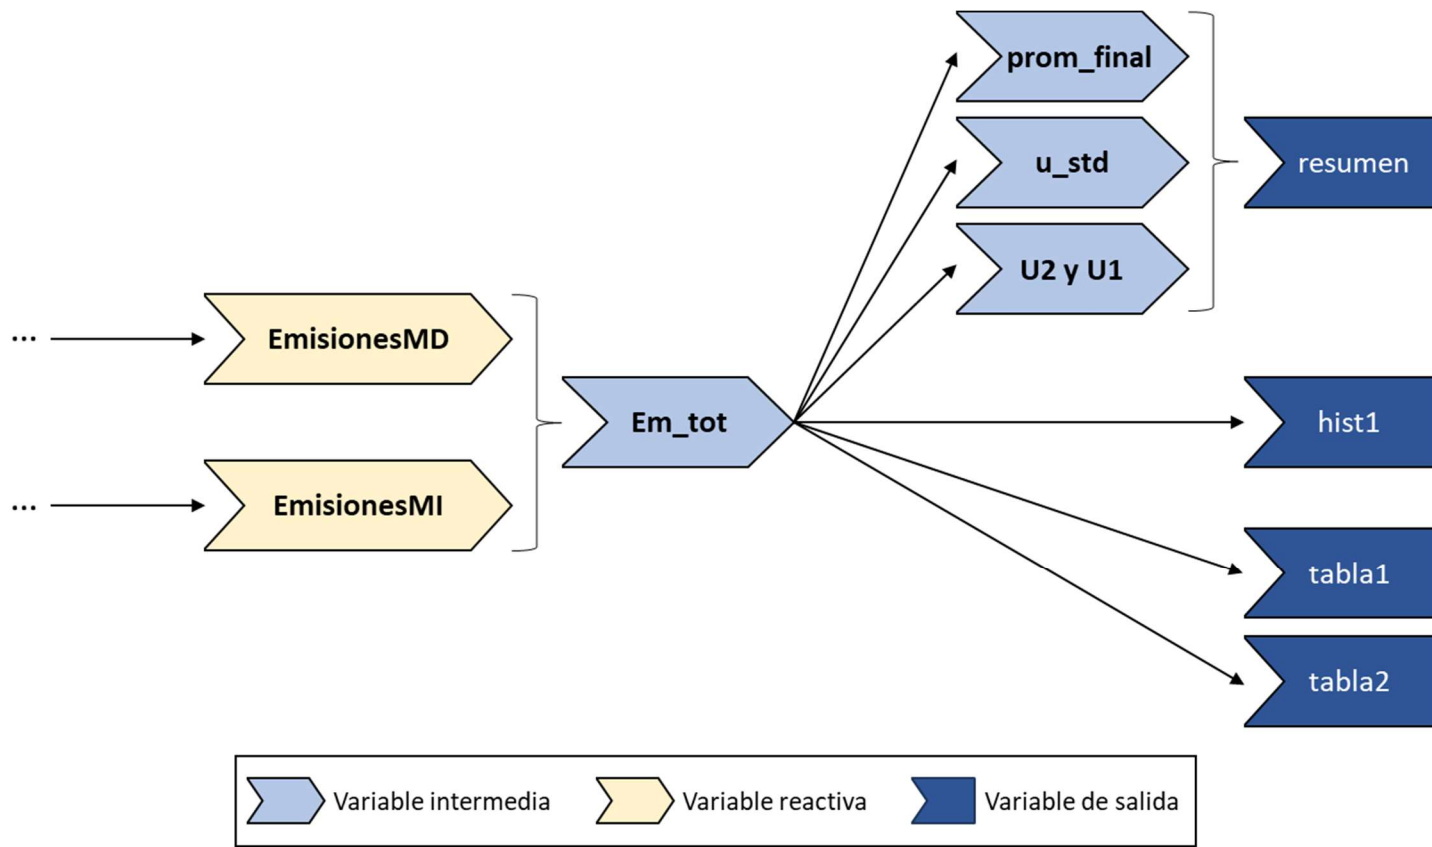 prom_final
u_std
resumen
U2 y U1
... EmisionesMD
Em_tot
hist1
... EmisionesMI
tabla1
tabla2
Variable intermedia
Variable reactiva
Variable de salida